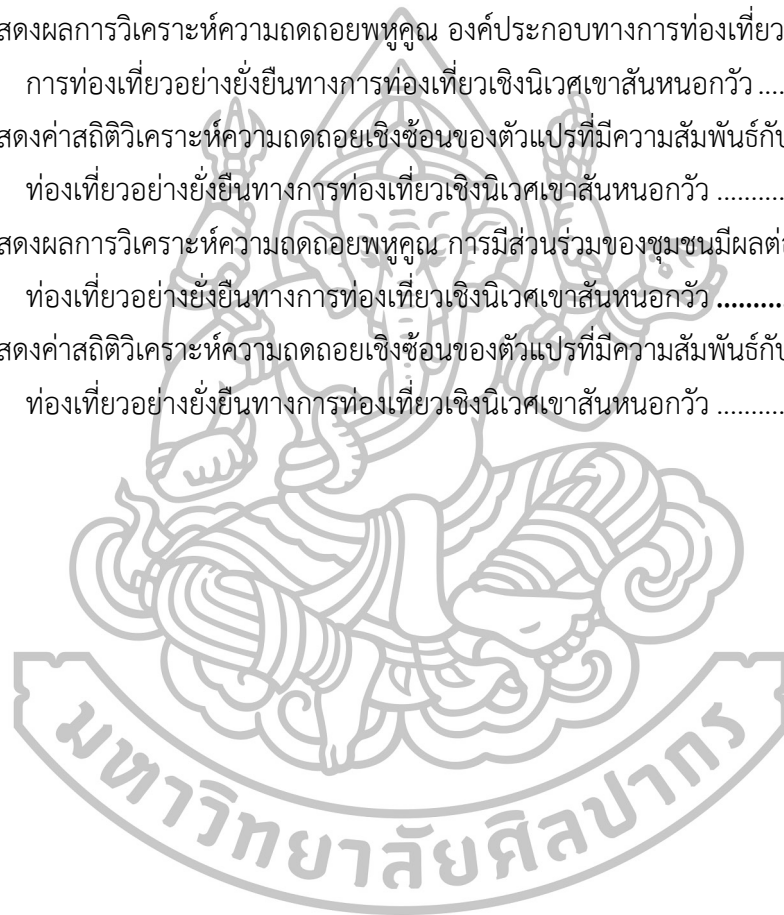 สดงผลการวิเคราะห์ความถดถอยพหุคูณ องค์ประกอบทางการท่องเที่ยว
การท่องเที่ยวอย่างยั่งยืนทางการท่องเที่ยวเชิงนิเวศเขาสันหนอกวัว ....
สดงค่าสถิติวิเคราะห์ความถดถอยเชิงซ้อนของตัวแปรที่มีความสัมพันธ์กับ
ท่องเที่ยวอย่างยั่งยืนทางการท่องเที่ยวเชิงนิเวศเขาสันหนอกวัว ..........
สดงผลการวิเคราะห์ความถดถอยพหุคูณ การมีส่วนร่วมของชุมชนมีผลต่อ
ท่องเที่ยวอย่างยั่งยืนทางการท่องเที่ยวเชิงนิเวศเขาสันหนอกวัว ..........
สดงค่าสถิติวิเคราะห์ความถดถอยเชิงซ้อนของตัวแปรที่มีความสัมพันธ์กับ
ท่องเที่ยวอย่างยั่งยืนทางการท่องเที่ยวเชิงนิเวศเขาสันหนอกวัว ..........
มหาวิทยาลัยศิลปากร